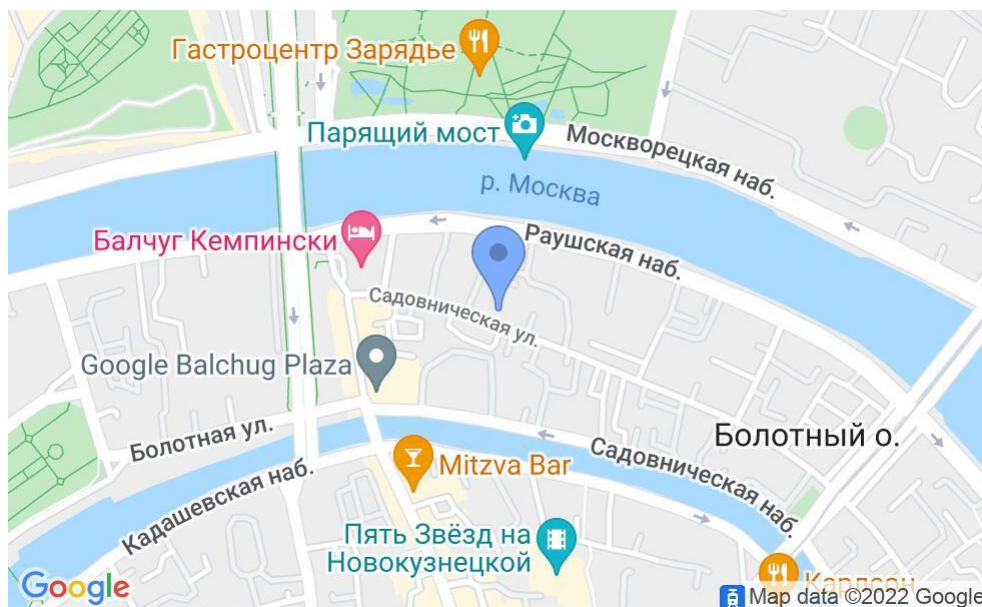 Гастроцентр Зарядье
Парящий мост
Москворецкая наб.
р. Москва
Балчуг Кемпински
Раушская наб.
Садовническая ул.
Google Balchug Plaza
Болотная ул.
Болотный о.
Садовническая наб.
Mitzva Bar
Кадашевская наб.
Пять Звёзд на
Новокузнецкой
Карлсон
Google
Map data ©2022 Google